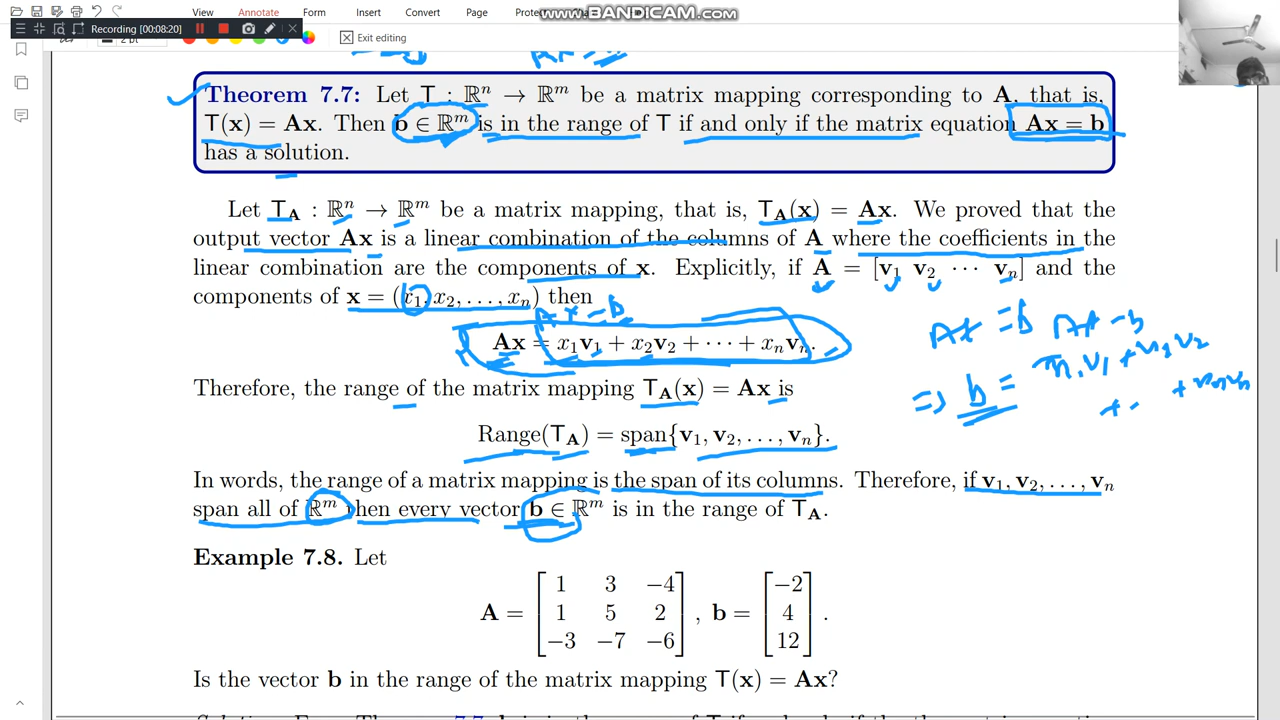 View Annotate Form Insert Convert Page Prote
www.BANDICAM.com
Recording [00:08:20]
2 pt Exit editing
Theorem 7.7: Let T : ℝⁿ → ℝᵐ be a matrix mapping corresponding to A, that is,
T(x) = Ax. Then b ∈ ℝᵐ is in the range of T if and only if the matrix equation Ax = b
has a solution.
Let T_A : ℝⁿ → ℝᵐ be a matrix mapping, that is, T_A(x) = Ax. We proved that the
output vector Ax is a linear combination of the columns of A where the coefficients in the
linear combination are the components of x. Explicitly, if A = [v₁ v₂ ⋯ vₙ] and the
components of x = (x₁, x₂, . . . , xₙ) then
Ax = b
Ax = x₁v₁ + x₂v₂ + ⋯ + xₙvₙ.
Ax = b Ax = b
⇒ b =
Therefore, the range of the matrix mapping T_A(x) = Ax is
Range(T_A) = span{v₁, v₂, . . . , vₙ}.
In words, the range of a matrix mapping is the span of its columns. Therefore, if v₁, v₂, . . . , vₙ
span all of ℝᵐ then every vector b ∈ ℝᵐ is in the range of T_A.
Example 7.8. Let
A = [1 3 −4
1 5 2
−3 −7 −6], b = [−2
4
12].
Is the vector b in the range of the matrix mapping T(x) = Ax?